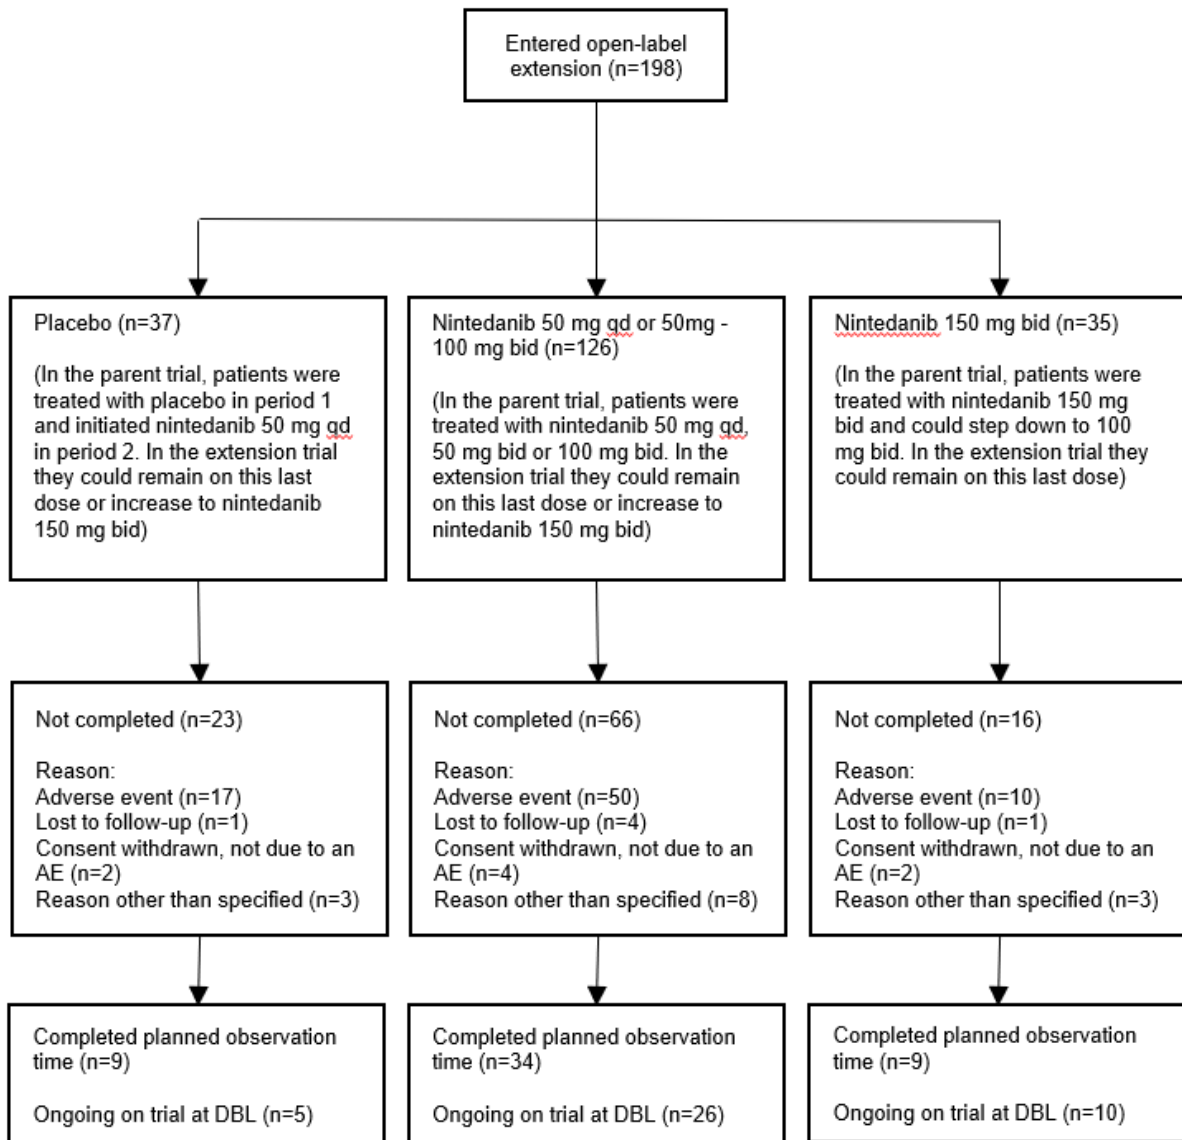 Entered open-label
extension (n=198)
Placebo (n=37)
(In the parent trial, patients were
treated with placebo in period 1
and initiated nintedanib 50 mg qd
in period 2. In the extension trial
they could remain on this last
dose or increase to nintedanib
150 mg bid)
Nintedanib 50 mg qd or 50mg -
100 mg bid (n=126)
(In the parent trial, patients were
treated with nintedanib 50 mg qd,
50 mg bid or 100 mg bid. In the
extension trial they could remain
on this last dose or increase to
nintedanib 150 mg bid)
Nintedanib 150 mg bid (n=35)
(In the parent trial, patients were
treated with nintedanib 150 mg
bid and could step down to 100
mg bid. In the extension trial they
could remain on this last dose)
Not completed (n=23)
Reason:
Adverse event (n=17)
Lost to follow-up (n=1)
Consent withdrawn, not due to an
AE (n=2)
Reason other than specified (n=3)
Not completed (n=66)
Reason:
Adverse event (n=50)
Lost to follow-up (n=4)
Consent withdrawn, not due to an
AE (n=4)
Reason other than specified (n=8)
Not completed (n=16)
Reason:
Adverse event (n=10)
Lost to follow-up (n=1)
Consent withdrawn, not due to an
AE (n=2)
Reason other than specified (n=3)
Completed planned observation
time (n=9)
Ongoing on trial at DBL (n=5)
Completed planned observation
time (n=34)
Ongoing on trial at DBL (n=26)
Completed planned observation
time (n=9)
Ongoing on trial at DBL (n=10)